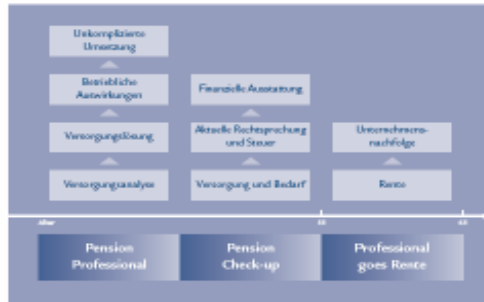 Unkomplizierte
Umsetzung
Betriebliche
Auswirkungen
Finanzielle Ausstattung
Versorgungslösung
Aktuelle Rechtsprechung
und Steuer
Unternehmens-
nachfolge
Versorgungsanalyse
Versorgung und Bedarf
Rente
Alter
Pension
Professional
Pension
Check-up
Professional
goes Rente